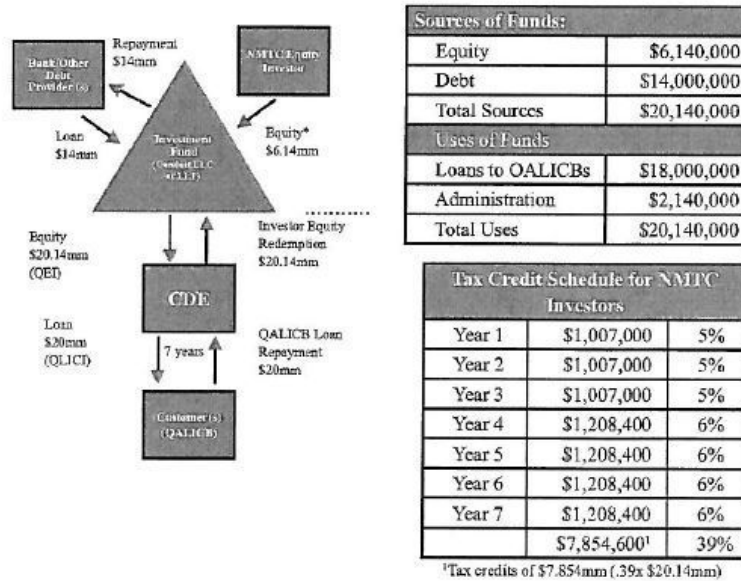 Repayment
$14mm
Bank/Other
Debt
Provider(s)
NMTC Equity
Investor
Loan
$14mm
Equity*
$6.14mm
Investment
Fund
(Conduit LLC
or LLP)
Equity
$20.14mm
(QEI)
Investor Equity
Redemption
$20.14mm
CDE
Loan
$20mm
(QLICI)
7 years
QALICB Loan
Repayment
$20mm
Customer(s)
(QALICB)
Sources of Funds:
Equity $6,140,000
Debt $14,000,000
Total Sources $20,140,000
Uses of Funds
Loans to OALICBs $18,000,000
Administration $2,140,000
Total Uses $20,140,000
Tax Credit Schedule for NMTC
Investors
Year 1 $1,007,000 5%
Year 2 $1,007,000 5%
Year 3 $1,007,000 5%
Year 4 $1,208,400 6%
Year 5 $1,208,400 6%
Year 6 $1,208,400 6%
Year 7 $1,208,400 6%
$7,854,600¹ 39%
¹Tax credits of $7.854mm (.39x $20.14mm)